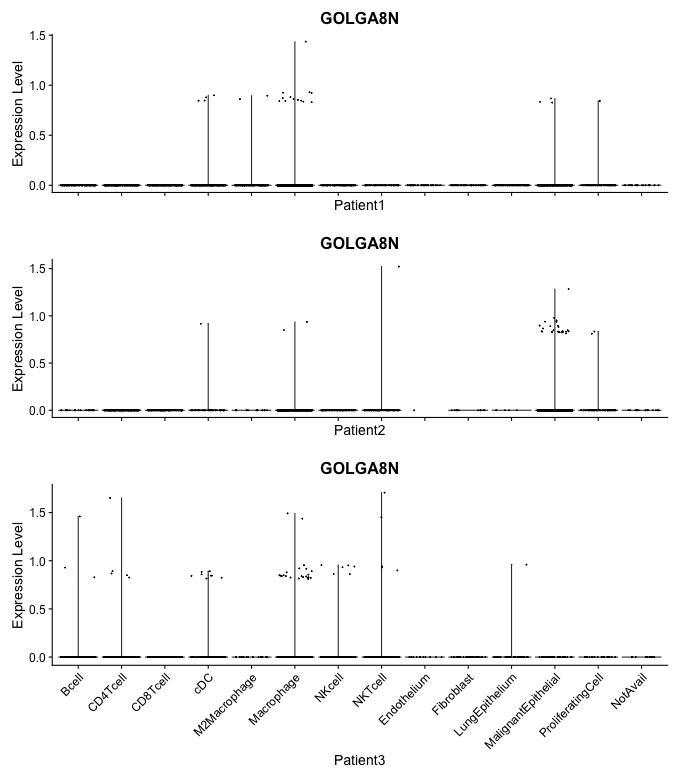 GOLGA8N
Expression Level
1.5
1.0
0.5
0.0
Patient1
GOLGA8N
Expression Level
1.5
1.0
0.5
0.0
Patient2
GOLGA8N
Expression Level
1.5
1.0
0.5
0.0
Bcell
CD4Tcell
CD8Tcell
cDC
M2Macrophage
Macrophage
NKcell
NKTcell
Endothelium
Fibroblast
LungEpithelium
MalignantEpithelial
ProliferatingCell
NotAvail
Patient3